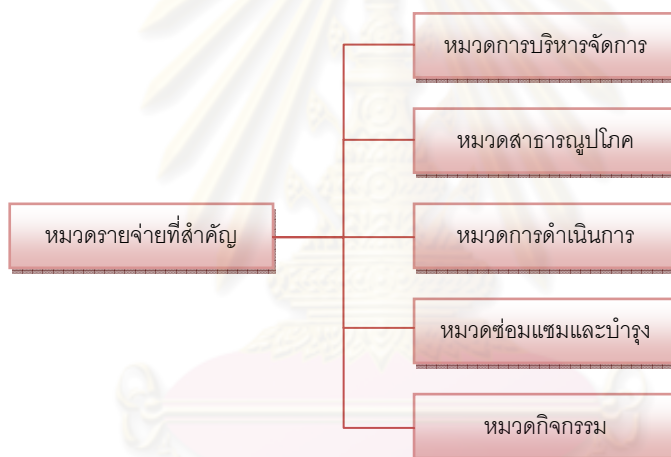 หมวดการบริหารจัดการ
หมวดสาธารณูปโภค
หมวดรายจ่ายที่สำคัญ
หมวดการดำเนินการ
หมวดซ่อมแซมและบำรุง
หมวดกิจกรรม